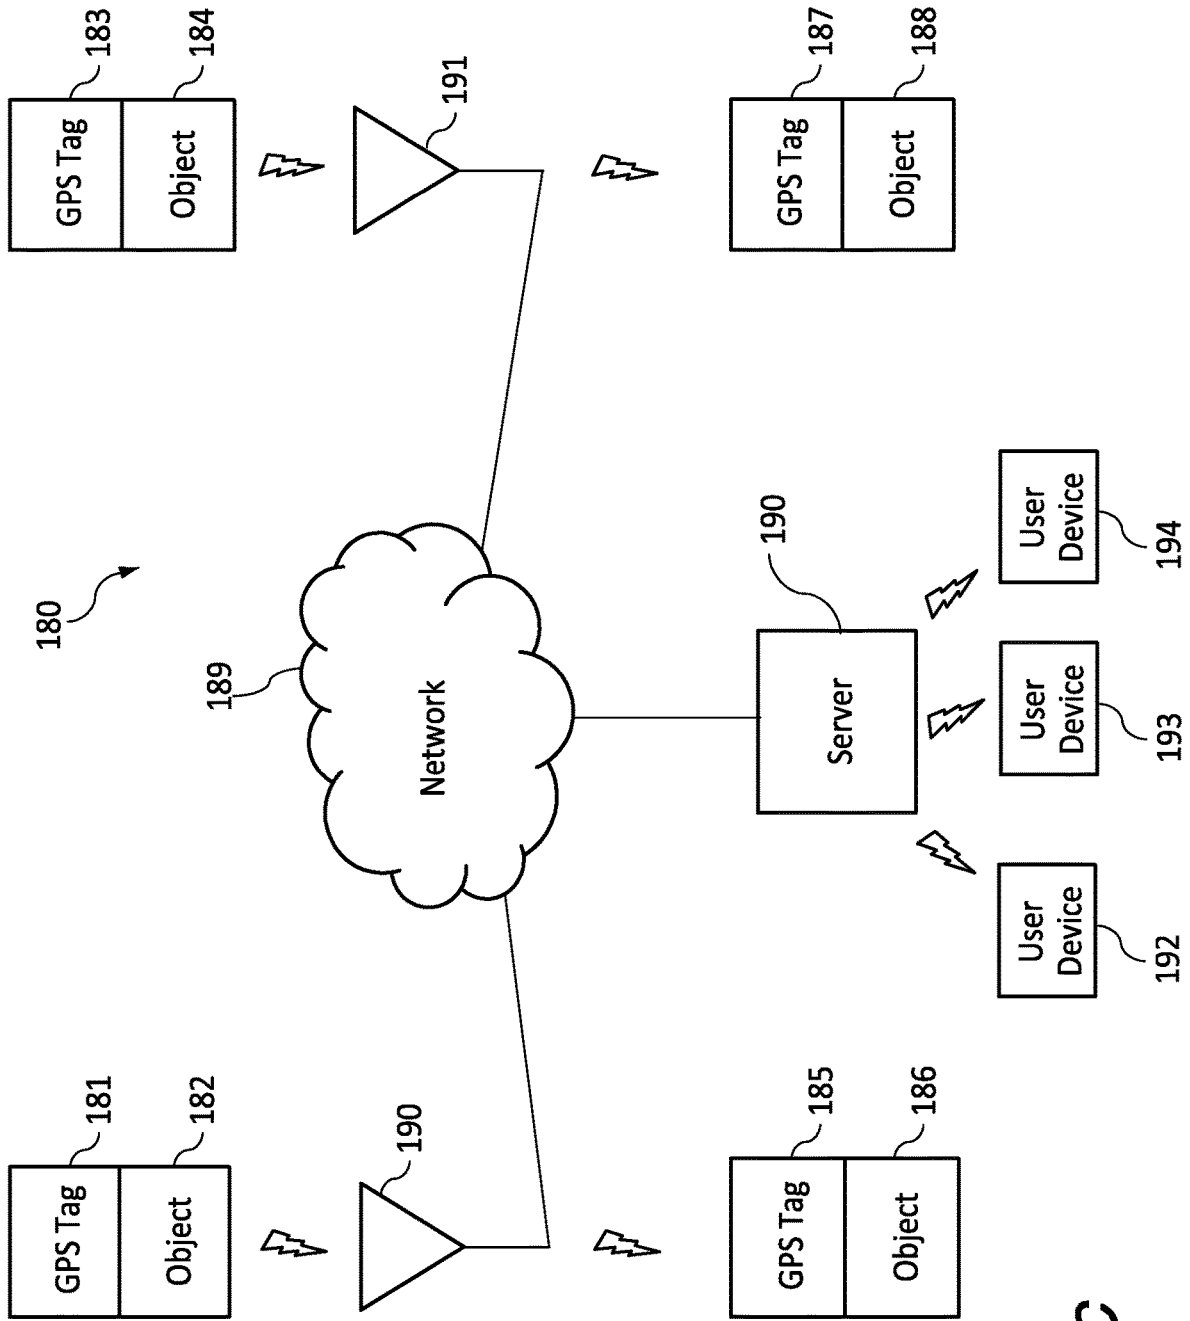 180
GPS Tag
181
Object
182
GPS Tag
183
Object
184
190
191
189
Network
GPS Tag
185
Object
186
Server
190
GPS Tag
187
Object
188
User
Device
192
User
Device
193
User
Device
194
C